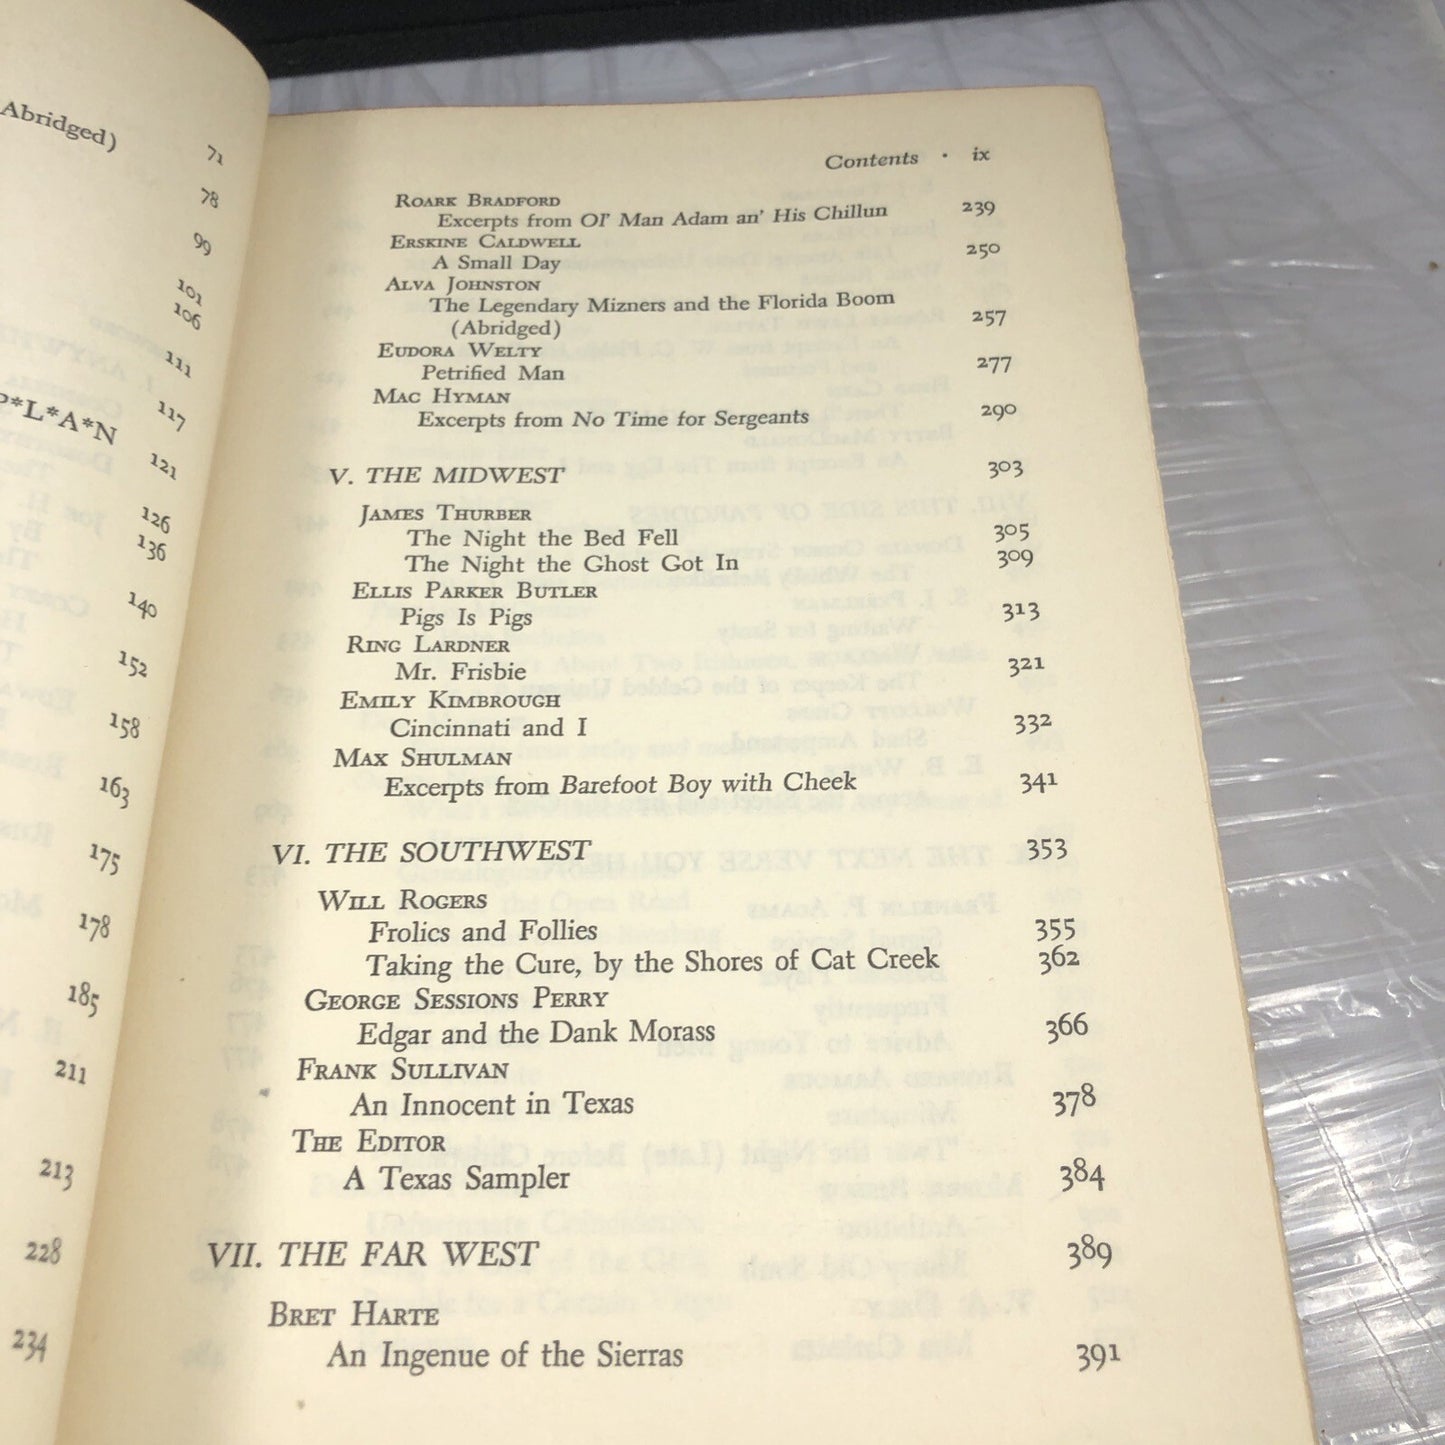 Abridged)
71
78
99
101
106
111
117
P*L*A*N
121
126
136
140
152
158
163
175
178
185
211
213
228
234
Contents · ix
Roark Bradford
Excerpts from Ol' Man Adam an' His Chillun 239
Erskine Caldwell
A Small Day 250
Alva Johnston
The Legendary Mizners and the Florida Boom
(Abridged) 257
Eudora Welty
Petrified Man 277
Mac Hyman
Excerpts from No Time for Sergeants 290
V. THE MIDWEST 303
James Thurber
The Night the Bed Fell 305
The Night the Ghost Got In 309
Ellis Parker Butler
Pigs Is Pigs 313
Ring Lardner
Mr. Frisbie 321
Emily Kimbrough
Cincinnati and I 332
Max Shulman
Excerpts from Barefoot Boy with Cheek 341
VI. THE SOUTHWEST 353
Will Rogers
Frolics and Follies 355
Taking the Cure, by the Shores of Cat Creek 362
George Sessions Perry
Edgar and the Dank Morass 366
Frank Sullivan
An Innocent in Texas 378
The Editor
A Texas Sampler 384
VII. THE FAR WEST 389
Bret Harte
An Ingenue of the Sierras 391